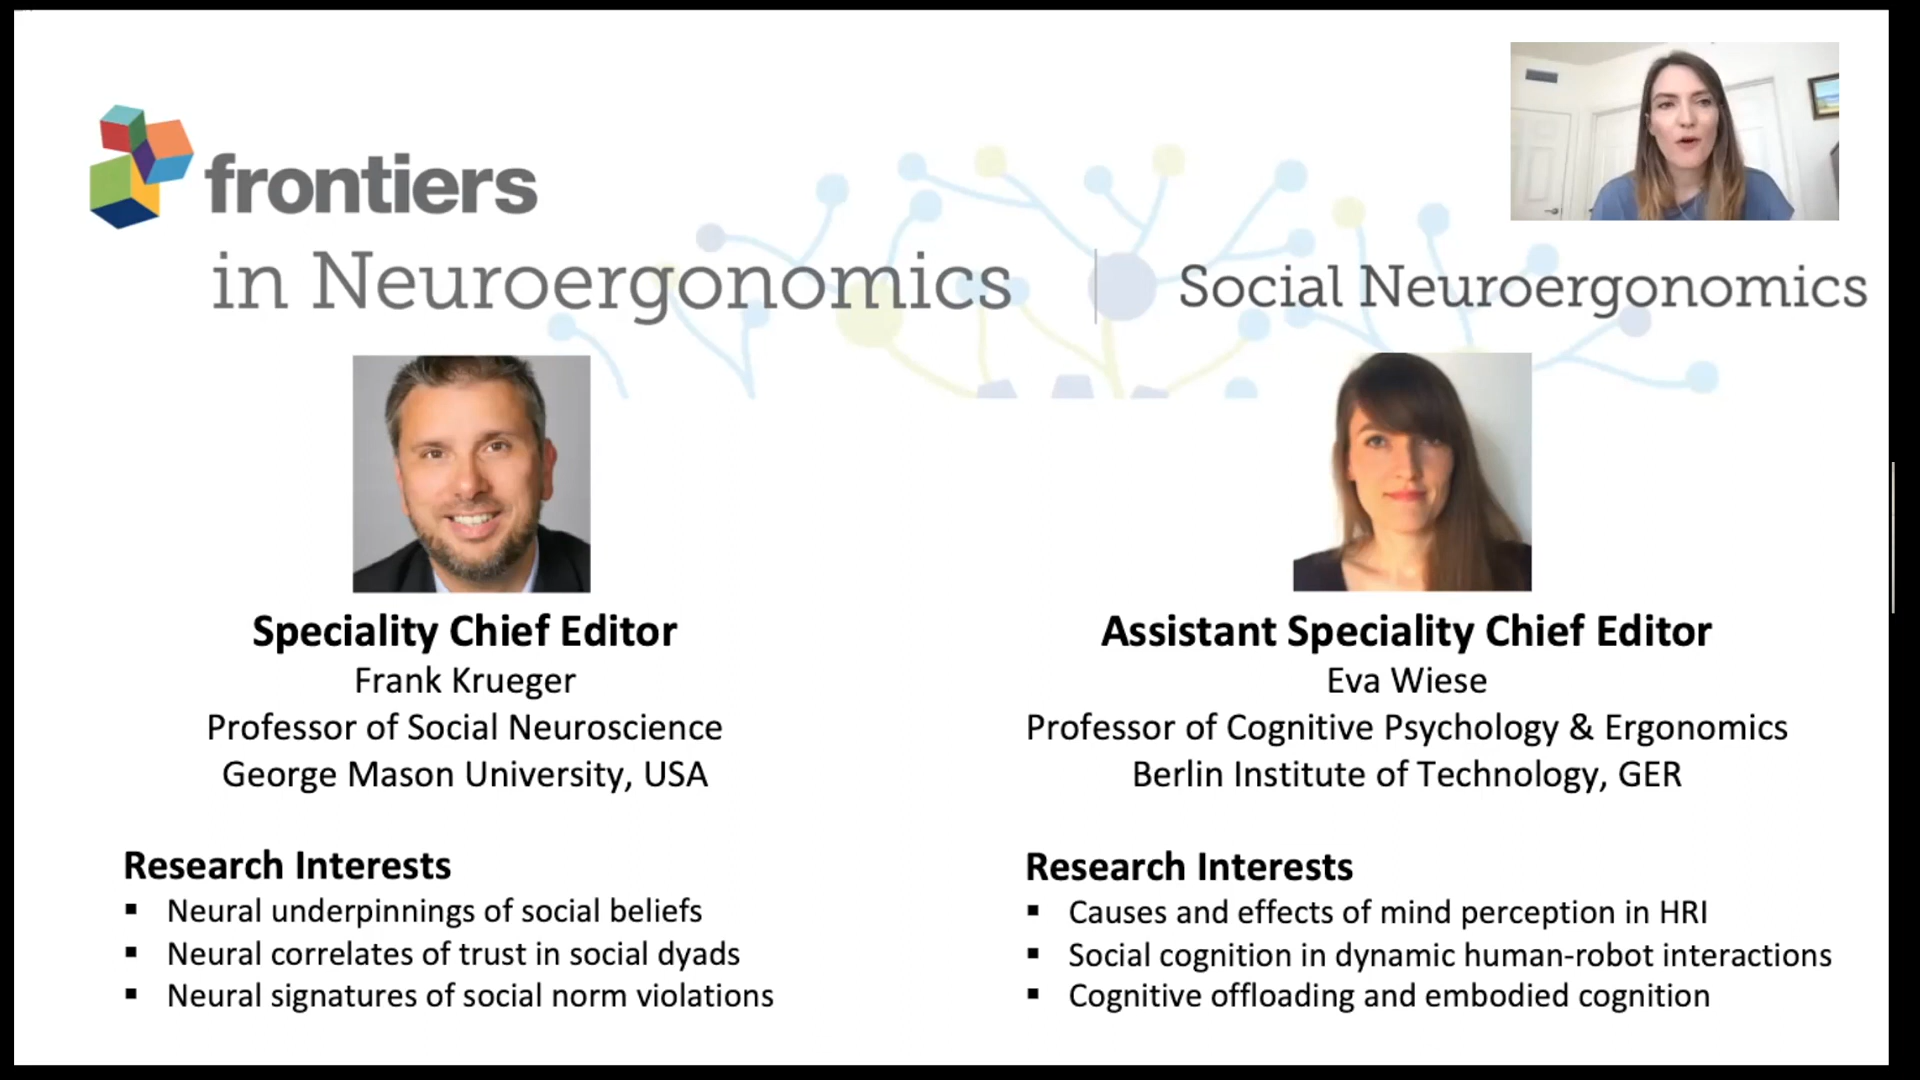 frontiers
in Neuroergonomics
Social Neuroergonomics
Speciality Chief Editor
Frank Krueger
Professor of Social Neuroscience
George Mason University, USA
Research Interests
▪ Neural underpinnings of social beliefs
▪ Neural correlates of trust in social dyads
▪ Neural signatures of social norm violations
Assistant Speciality Chief Editor
Eva Wiese
Professor of Cognitive Psychology & Ergonomics
Berlin Institute of Technology, GER
Research Interests
▪ Causes and effects of mind perception in HRI
▪ Social cognition in dynamic human-robot interactions
▪ Cognitive offloading and embodied cognition